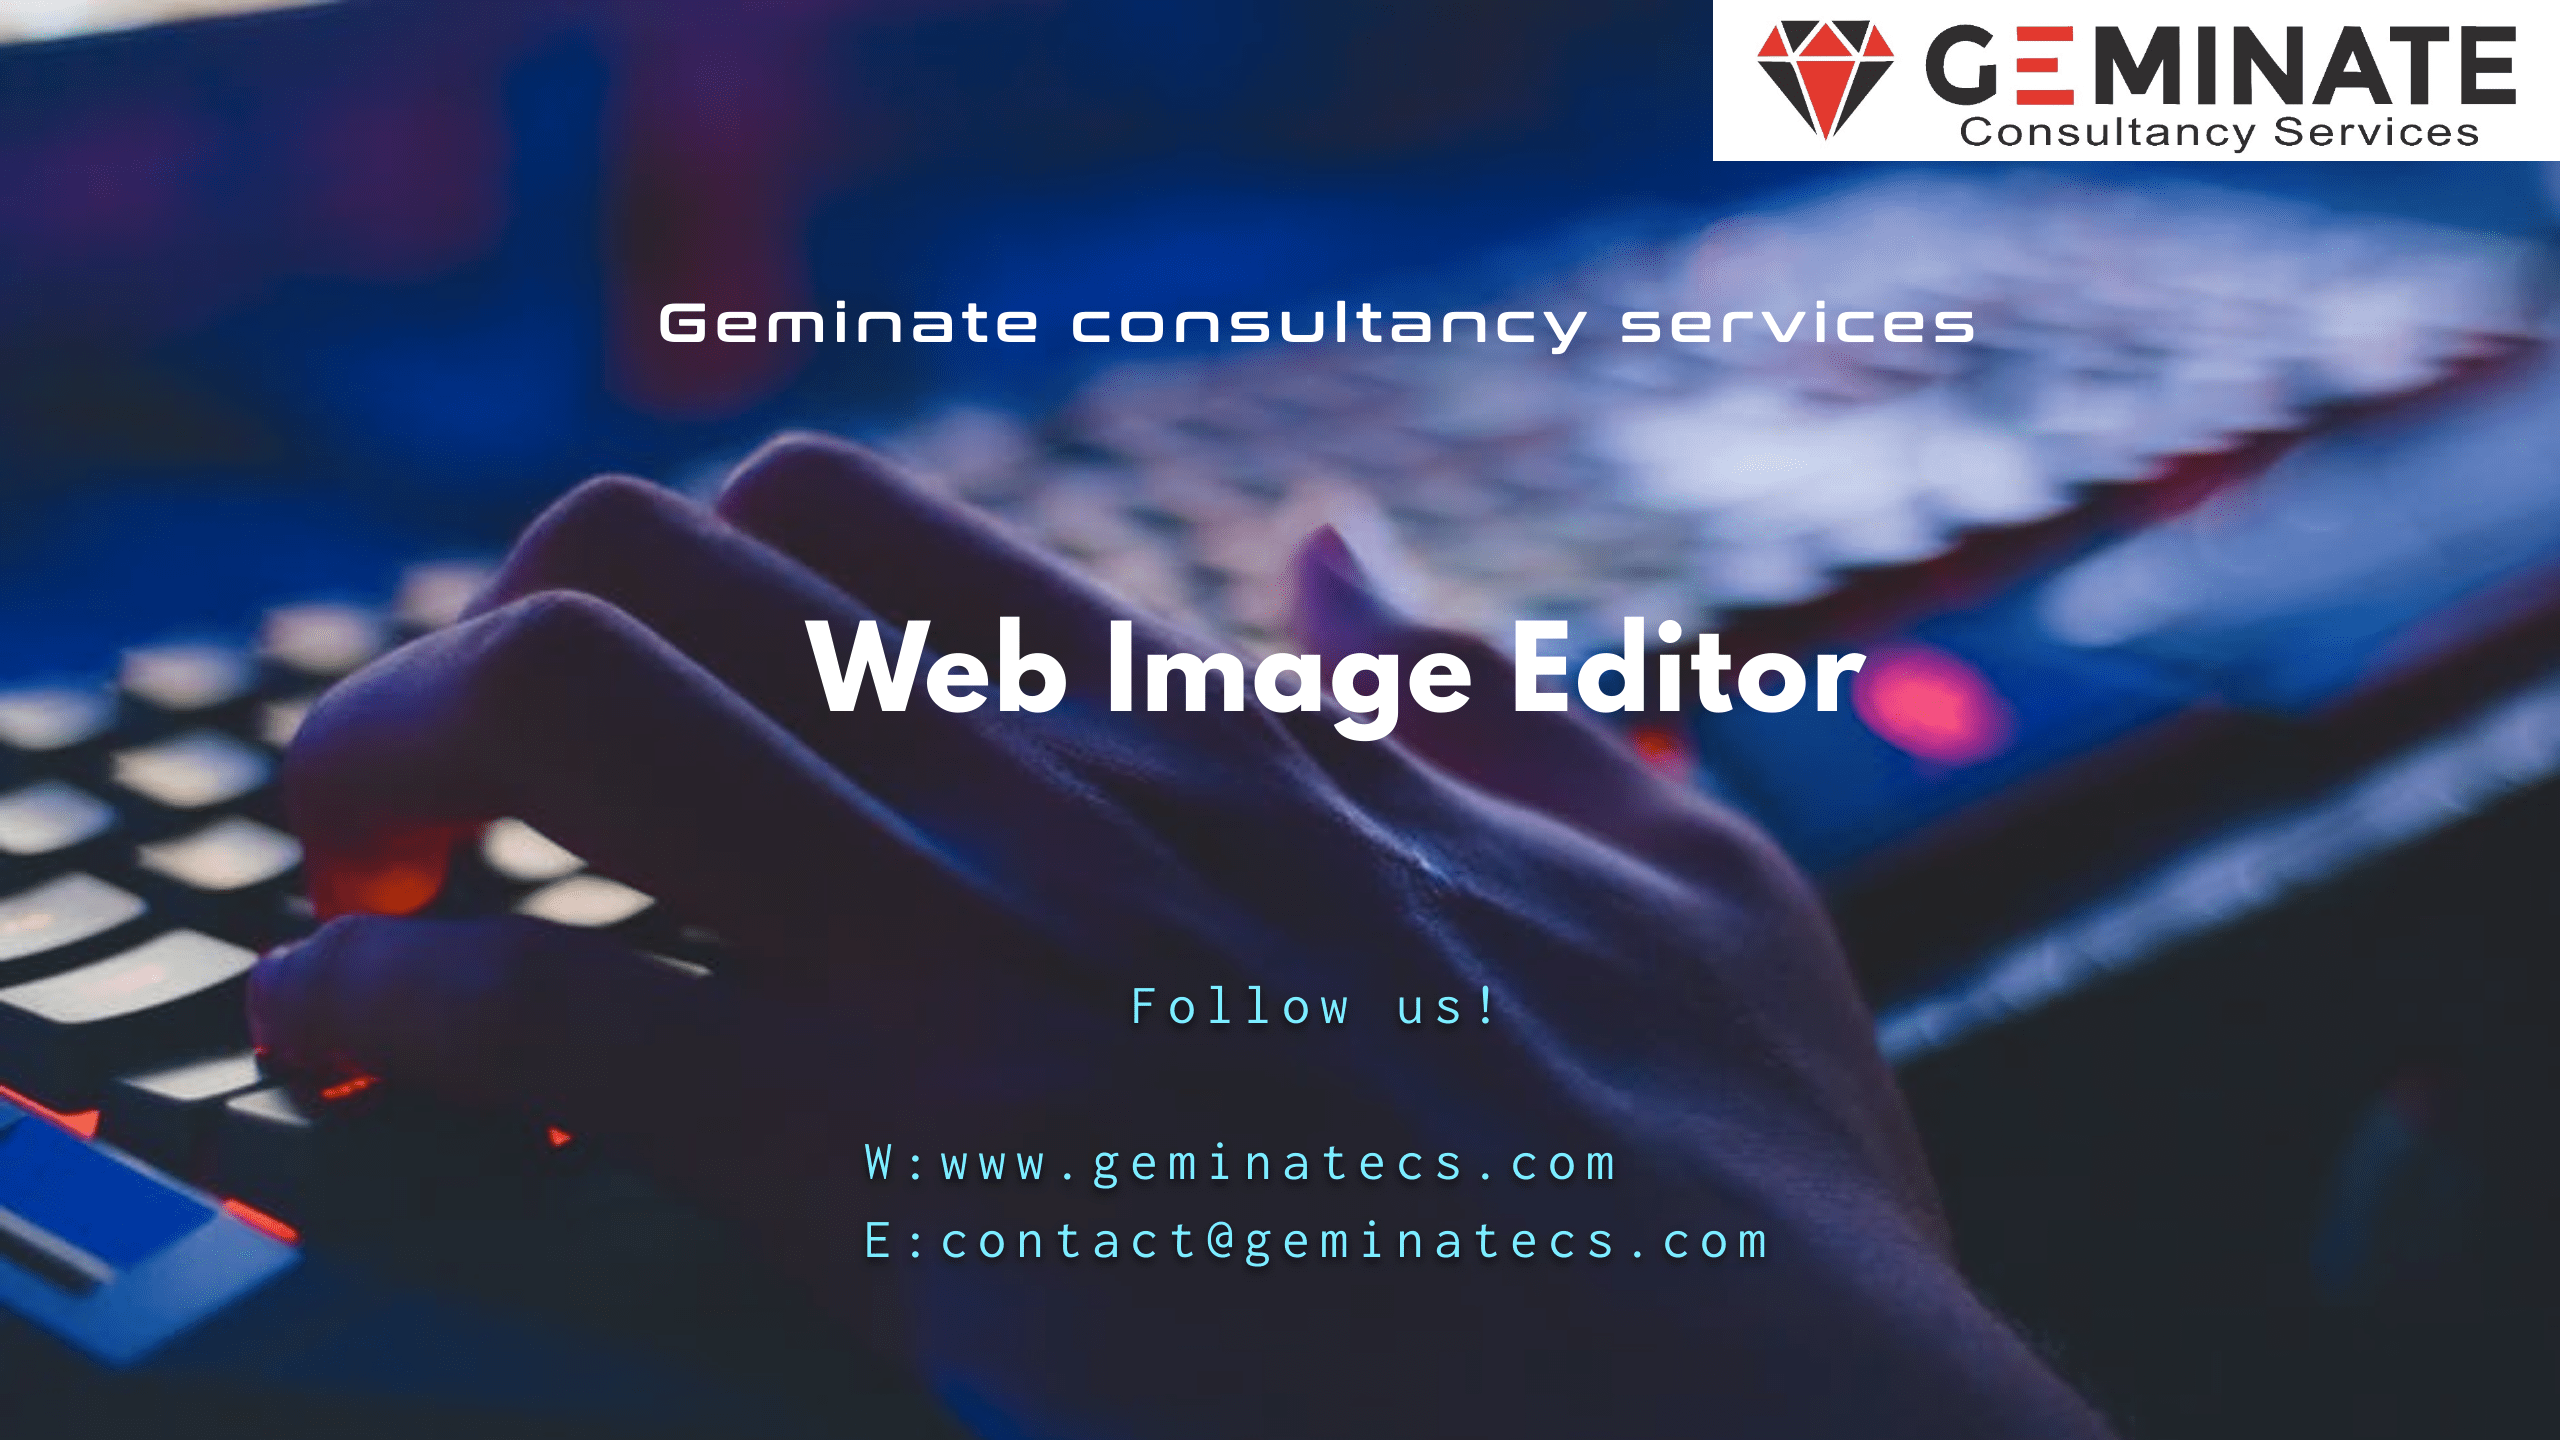 GEMINATE
Consultancy Services
Geminate consultancy services
Web Image Editor
Follow us!
W:www.geminatecs.com
E:contact@geminatecs.com